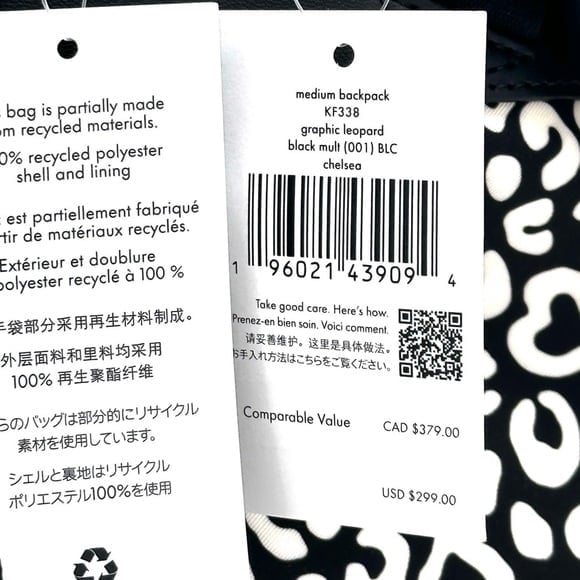 bag is partially made
from recycled materials.
0% recycled polyester
shell and lining
est partiellement fabriqué
tir de matériaux recyclés.
Extérieur et doublure
polyester recyclé à 100 %
手袋部分采用再生材料制成。
外层面料和里料均采用
100% 再生聚酯纤维
らのバッグは部分的にリサイクル
素材を使用しています。
シェルと裏地はリサイクル
ポリエステル100%を使用
medium backpack
KF338
graphic leopard
black mult (001) BLC
chelsea
1 96021 43909 4
Take good care. Here's how.
Prenez-en bien soin. Voici comment.
请妥善维护。这里是具体做法。
お手入れ方法はこちらをご覧ください。
Comparable Value CAD $379.00
USD $299.00